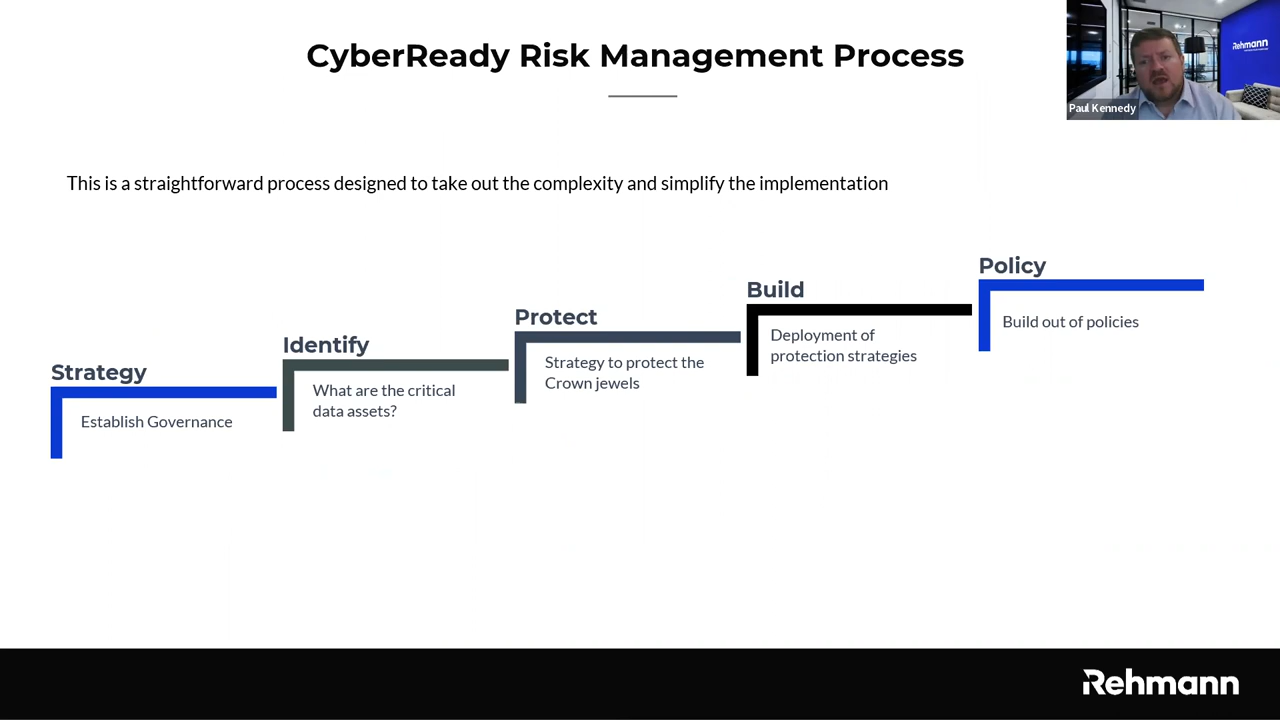 CyberReady Risk Management Process
Rehmann
Paul Kennedy
This is a straightforward process designed to take out the complexity and simplify the implementation
Strategy
Establish Governance
Identify
What are the critical
data assets?
Protect
Strategy to protect the
Crown jewels
Build
Deployment of
protection strategies
Policy
Build out of policies
Rehmann